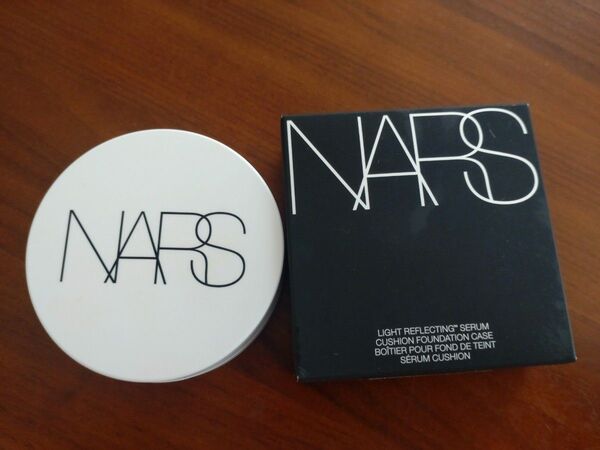 NARS
NARS
LIGHT REFLECTING™ SERUM
CUSHION FOUNDATION CASE
BOÎTIER POUR FOND DE TEINT
SÉRUM CUSHION